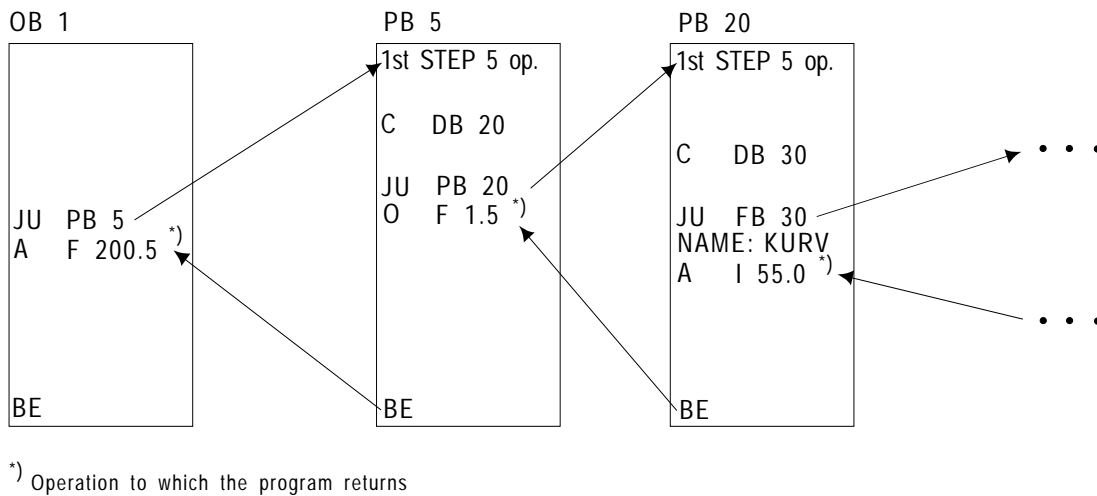 OB 1
JU PB 5
A F 200.5 *)
BE
PB 5
1st STEP 5 op.
C DB 20
JU PB 20
O F 1.5 *)
BE
PB 20
1st STEP 5 op.
C DB 30
JU FB 30
NAME: KURV
A I 55.0 *)
BE
• • •
• • •
*) Operation to which the program returns